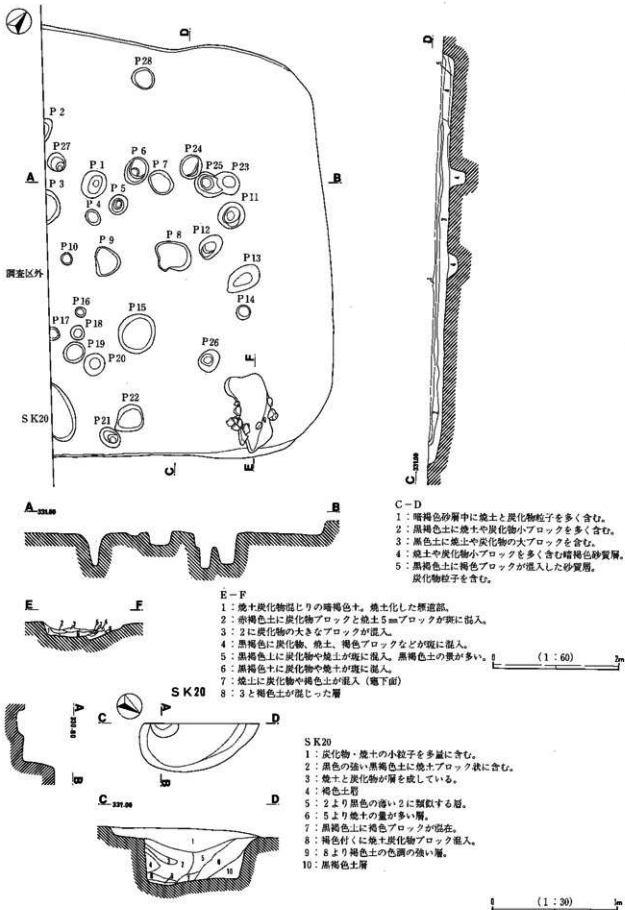 D
P28
P2
P27
P6
P24
A
P1
P7
P25
P23
B
P3
P5
P11
P4
P12
P10
P9
P8
P13
調査区外
P16
P14
P17
P18
P15
P19
P20
P26
F
SK20
P22
P21
C
E
D
C 331.00
A 331.00
B
C-D
1:暗褐色砂層中に焼土と炭化物粒子を多く含む。
2:黒褐色土に焼土や炭化物小ブロックを多く含む。
3:黒色土に焼土や炭化物の大ブロックを含む。
4:焼土や炭化物小ブロックを多く含む暗褐色砂質層。
5:黒褐色土に褐色ブロックが混入した砂質層。
炭化物粒子を含む。
E
F
E-F
1:焼土炭化物混じりの暗褐色土。焼土化した煙道部。
2:赤褐色土に炭化物ブロックと焼土5㎜ブロックが斑に混入。
3:2に炭化物の大きなブロックが混入。
4:黒褐色に炭化物、焼土、褐色ブロックなどが斑に混入。
5:黒褐色土に炭化物や焼土が斑に混入。黒褐色土の量が多い。
6:黒褐色土に炭化物や焼土が斑に混入。
7:焼土に炭化物や褐色土が混入(竈下面)
8:3と褐色土が混じった層
0 (1:60) 2m
SK20
A
C
D
B
A
330.80
B
C 331.00
D
SK20
1:炭化物・焼土の小粒子を多量に含む。
2:黒色の強い黒褐色土に焼土ブロック状に含む。
3:焼土と炭化物が層を成している。
4:褐色土層
5:2より黒色の薄い2に類似する層。
6:5より焼土の量が多い層。
7:黒褐色土に褐色ブロックが混在。
8:褐色付くに焼土炭化物ブロック混入。
9:8より褐色土の色調の強い層。
10:黒褐色土層
0 (1:30) 1m